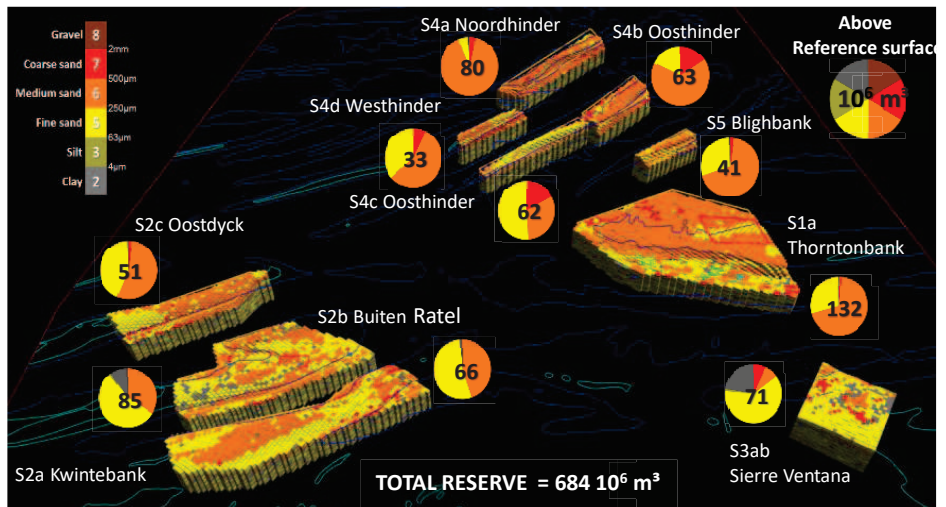 Gravel 8
2mm
Coarse sand 7
500µm
Medium sand 6
250µm
Fine sand 5
63µm
Silt 3
4µm
Clay 2
S4a Noordhinder
80
S4b Oosthinder
63
Above
Reference surface
10⁶ m³
S4d Westhinder
33
S5 Blighbank
41
S4c Oosthinder
62
S2c Oostdyck
51
S1a
Thorntonbank
132
S2b Buiten Ratel
66
85
71
S2a Kwintebank
S3ab
Sierre Ventana
TOTAL RESERVE = 684 10⁶ m³